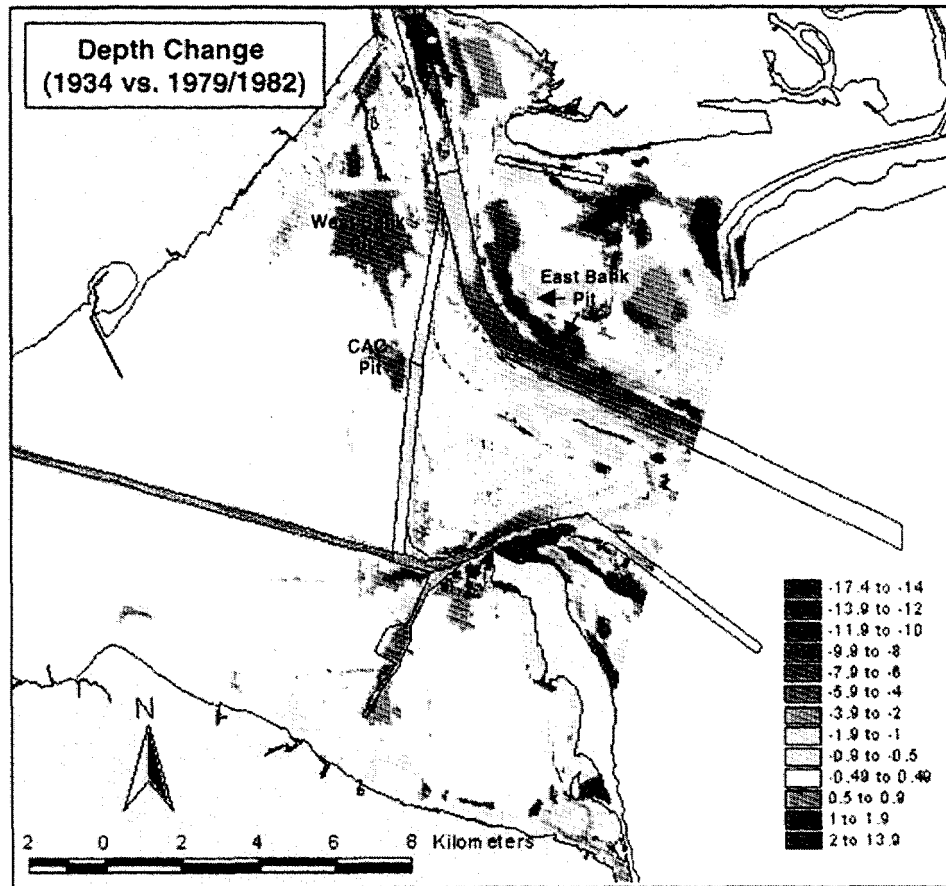 Depth Change
(1934 vs. 1979/1982)
East Bank
Pit
CAC
Pit
N
-17.4 to -14
-13.9 to -12
-11.9 to -10
-9.9 to -8
-7.9 to -6
-5.9 to -4
-3.9 to -2
-1.9 to -1
-0.9 to -0.5
-0.49 to 0.49
0.5 to 0.9
1 to 1.9
2 to 13.9
2 0 2 4 6 8 Kilometers